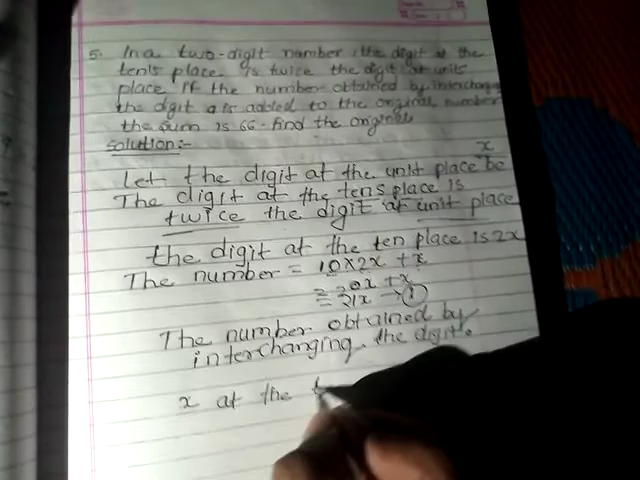 5. In a two-digit number, the digit at the
ten's place is twice the digit at units
place If the number obtained by interchang
the digit is added to the original number
the sum is 66. find the original
Solution:-
x
Let the digit at the unit place be
The digit at the tens place is
twice the digit at unit place
the digit at the ten place is 2x
The number = 10×2x + x
= 20x + x
= 21x → 1
The number obtained by
interchanging the digit.
x at the t